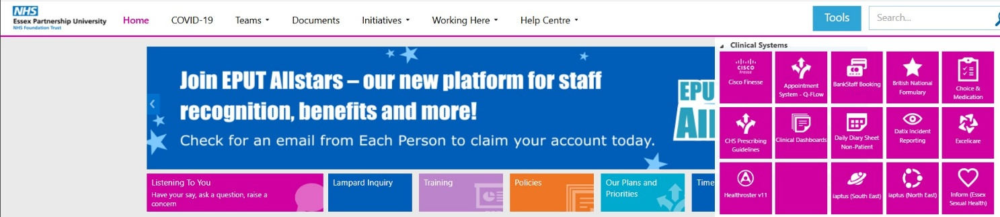 NHS
Essex Partnership University
NHS Foundation Trust
Home
COVID-19
Teams
Documents
Initiatives
Working Here
Help Centre
Tools
Search...
Join EPUT Allstars – our new platform for staff
recognition, benefits and more!
Check for an email from Each Person to claim your account today.
EPU
All
Listening To You
Have your say, ask a question, raise a
concern
Lampard Inquiry
Training
Policies
Our Plans and
Priorities
Time
Clinical Systems
cisco
finesse
Cisco Finesse
Appointment
System - Q-FLow
BankStaff Booking
British National
Formulary
Choice &
Medication
CHS Prescribing
Guidelines
Clinical Dashboards
Daily Diary Sheet
Non-Patient
Datix Incident
Reporting
Excelicare
Healthroster v11
iaptus (South East)
iaptus (North East)
Inform (Essex
Sexual Health)